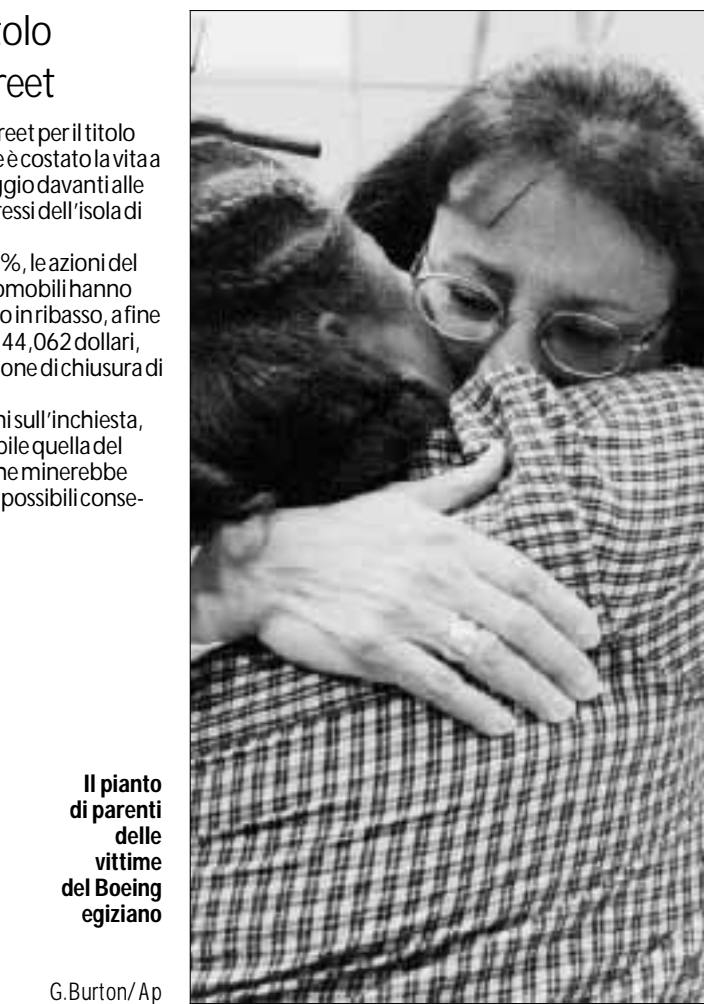 tolo
reet
reet per il titolo
e è costato la vita a
ggio davanti alle
ressi dell'isola di
%, le azioni del
omobili hanno
o in ribasso, a fine
44,062 dollari,
one di chiusura di
ni sull'inchiesta,
bile quella del
ne minerebbe
possibili conse-
Il pianto
di parenti
delle
vittime
del Boeing
egiziano
G.Burton/Ap